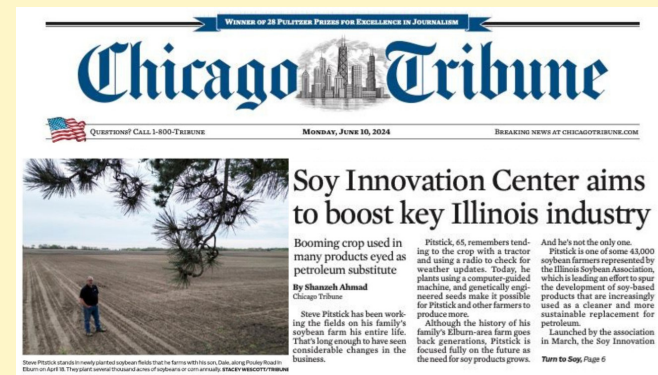 WINNER OF 28 PULITZER PRIZES FOR EXCELLENCE IN JOURNALISM
Chicago Tribune
QUESTIONS? CALL 1-800-TRIBUNE
MONDAY, JUNE 10, 2024
BREAKING NEWS AT CHICAGOTRIBUNE.COM
Soy Innovation Center aims
to boost key Illinois industry
Booming crop used in
many products eyed as
petroleum substitute
By Shanzeh Ahmad
Chicago Tribune
Steve Pitstick has been work-
ing the fields on his family's
soybean farm his entire life.
That's long enough to have seen
considerable changes in the
business.
Pitstick, 65, remembers tend-
ing to the crop with a tractor
and using a radio to check for
weather updates. Today, he
plants using a computer-guided
machine, and genetically engi-
neered seeds make it possible
for Pitstick and other farmers to
produce more.
Although the history of his
family's Elburn-area farm goes
back generations, Pitstick is
focused fully on the future as
the need for soy products grows.
And he's not the only one.
Pitstick is one of some 43,000
soybean farmers represented by
the Illinois Soybean Association,
which is leading an effort to spur
the development of soy-based
products that are increasingly
used as a cleaner and more
sustainable replacement for
petroleum.
Launched by the association
in March, the Soy Innovation
Turn to Soy, Page 6
Steve Pitstick stands in newly planted soybean fields that he farms with his son, Dale, along Pouley Road in
Elburn on April 18. They plant several thousand acres of soybeans or corn annually. STACEY WESCOTT/TRIBUNE